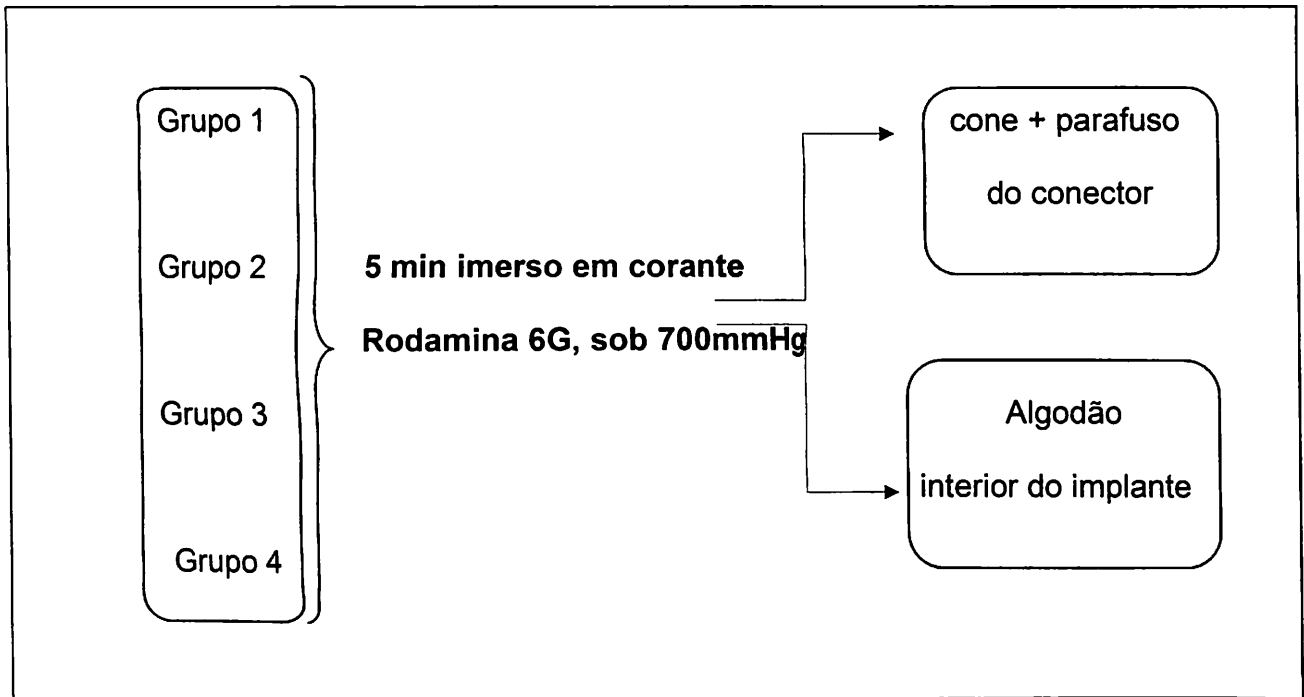 Grupo 1
Grupo 2
Grupo 3
Grupo 4
5 min imerso em corante
Rodamina 6G, sob 700mmHg
cone + parafuso
do conector
Algodão
interior do implante